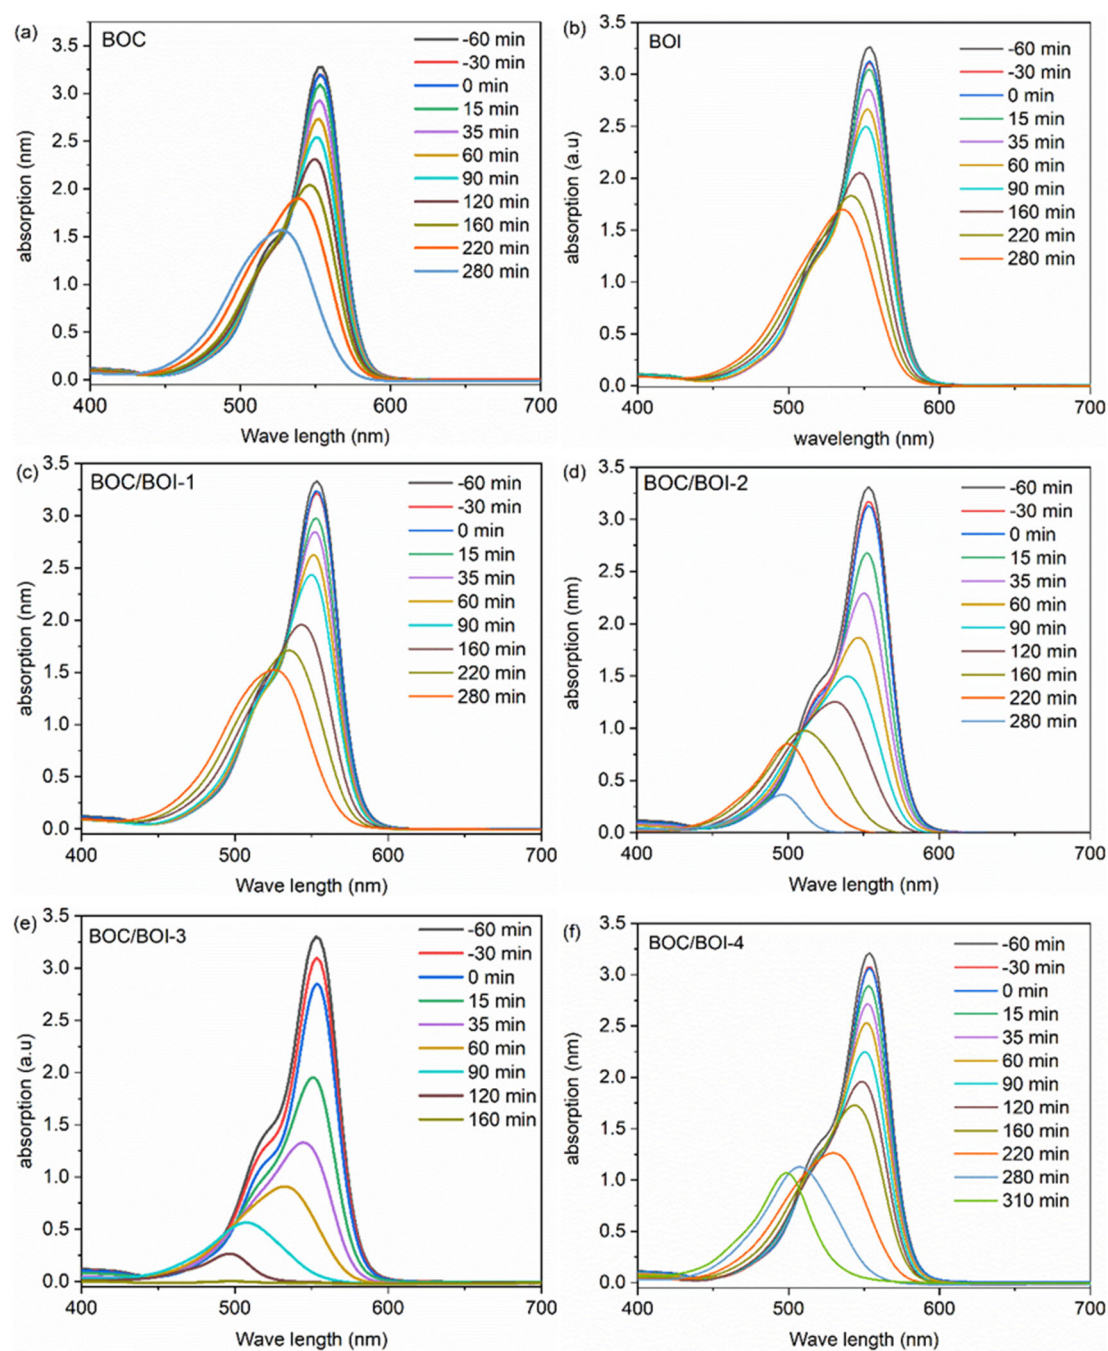 (a)
BOC
-60 min
-30 min
0 min
15 min
35 min
60 min
90 min
120 min
160 min
220 min
280 min
3.5
3.0
2.5
2.0
1.5
1.0
0.5
0.0
absorption (nm)
400
500
600
700
Wave length (nm)
(b)
BOI
-60 min
-30 min
0 min
15 min
35 min
60 min
90 min
160 min
220 min
280 min
3.5
3.0
2.5
2.0
1.5
1.0
0.5
0.0
absorption (a.u)
400
500
600
700
wavelength (nm)
(c)
BOC/BOI-1
-60 min
-30 min
0 min
15 min
35 min
60 min
90 min
160 min
220 min
280 min
3.5
3.0
2.5
2.0
1.5
1.0
0.5
0.0
absorption (nm)
400
500
600
700
Wave length (nm)
(d)
BOC/BOI-2
-60 min
-30 min
0 min
15 min
35 min
60 min
90 min
120 min
160 min
220 min
280 min
3.5
3.0
2.5
2.0
1.5
1.0
0.5
0.0
absorption (nm)
400
500
600
700
Wave length (nm)
(e)
BOC/BOI-3
-60 min
-30 min
0 min
15 min
35 min
60 min
90 min
120 min
160 min
3.5
3.0
2.5
2.0
1.5
1.0
0.5
0.0
absorption (a.u)
400
500
600
700
Wave length (nm)
(f)
BOC/BOI-4
-60 min
-30 min
0 min
15 min
35 min
60 min
90 min
120 min
160 min
220 min
280 min
310 min
3.5
3.0
2.5
2.0
1.5
1.0
0.5
0.0
absorption (nm)
400
500
600
700
Wave length (nm)